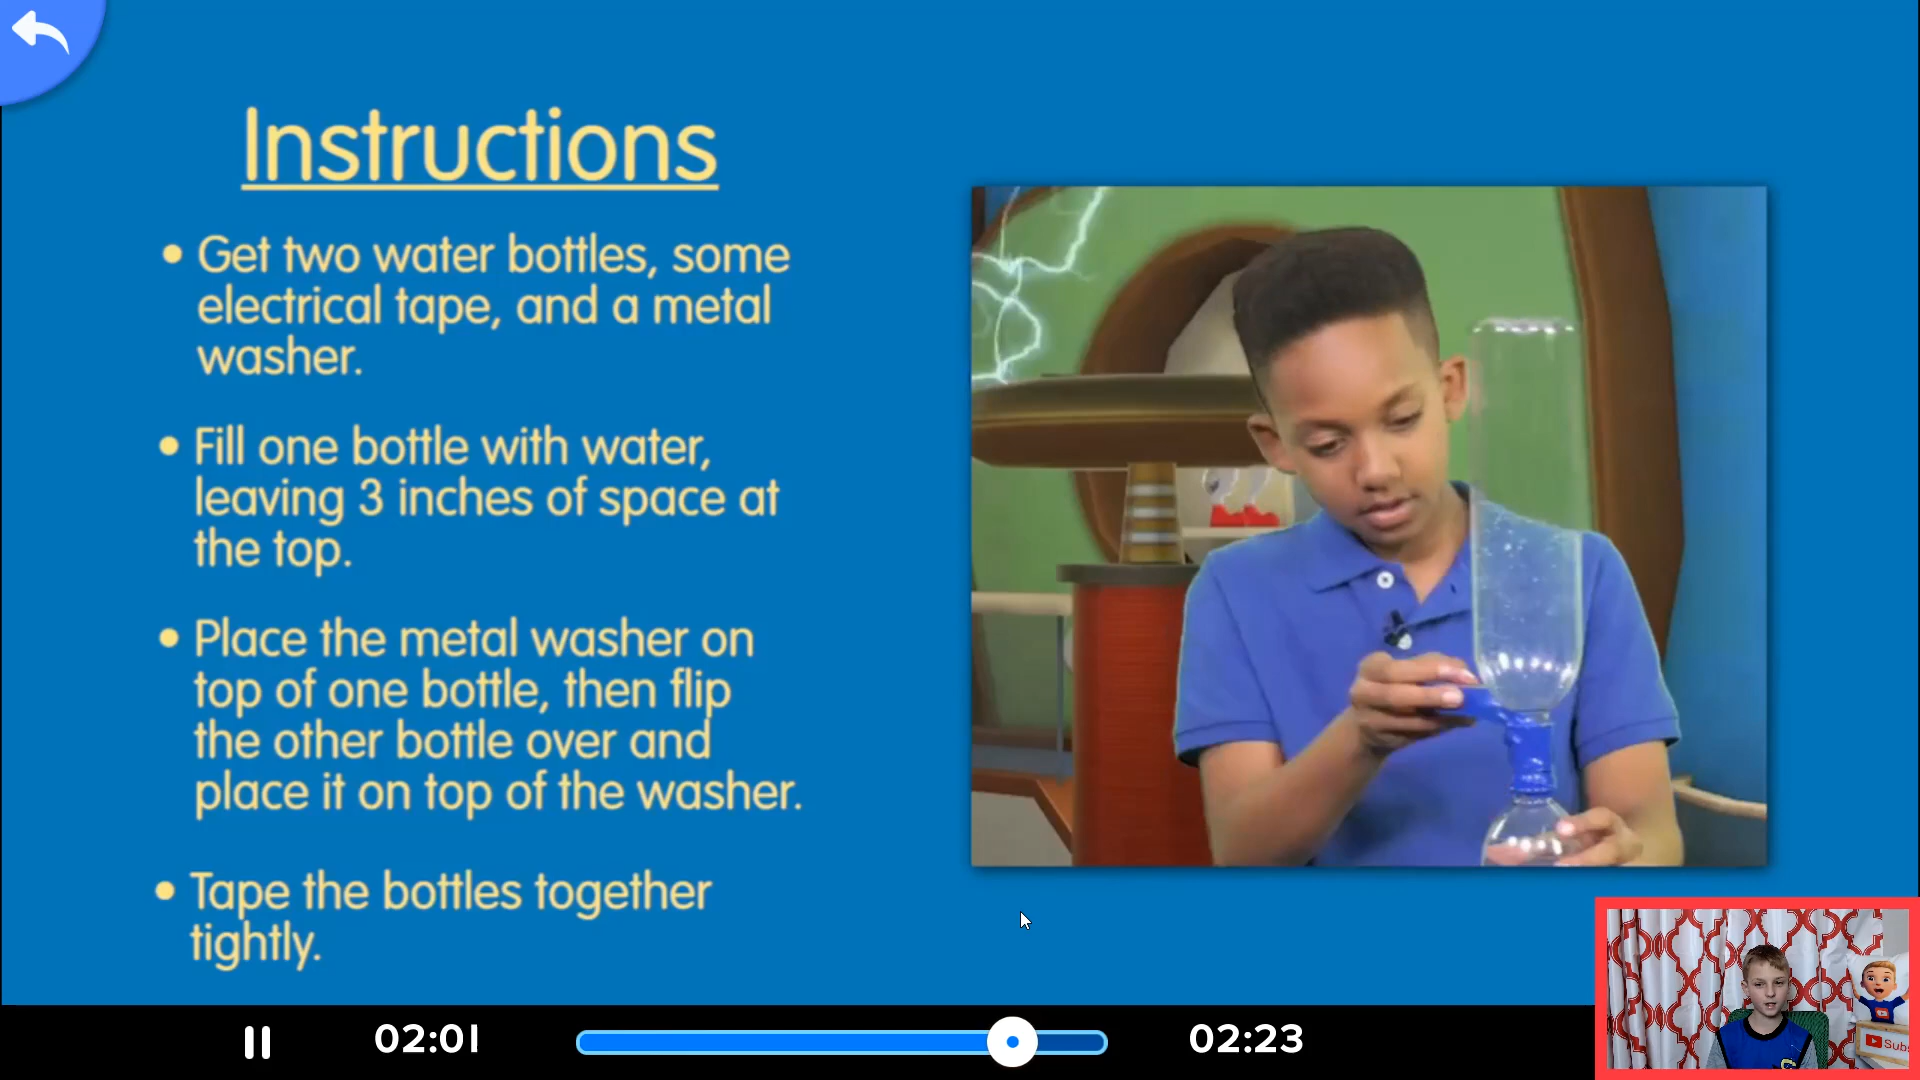 Instructions
• Get two water bottles, some
electrical tape, and a metal
washer.
• Fill one bottle with water,
leaving 3 inches of space at
the top.
• Place the metal washer on
top of one bottle, then flip
the other bottle over and
place it on top of the washer.
• Tape the bottles together
tightly.
02:01
02:23
Subs